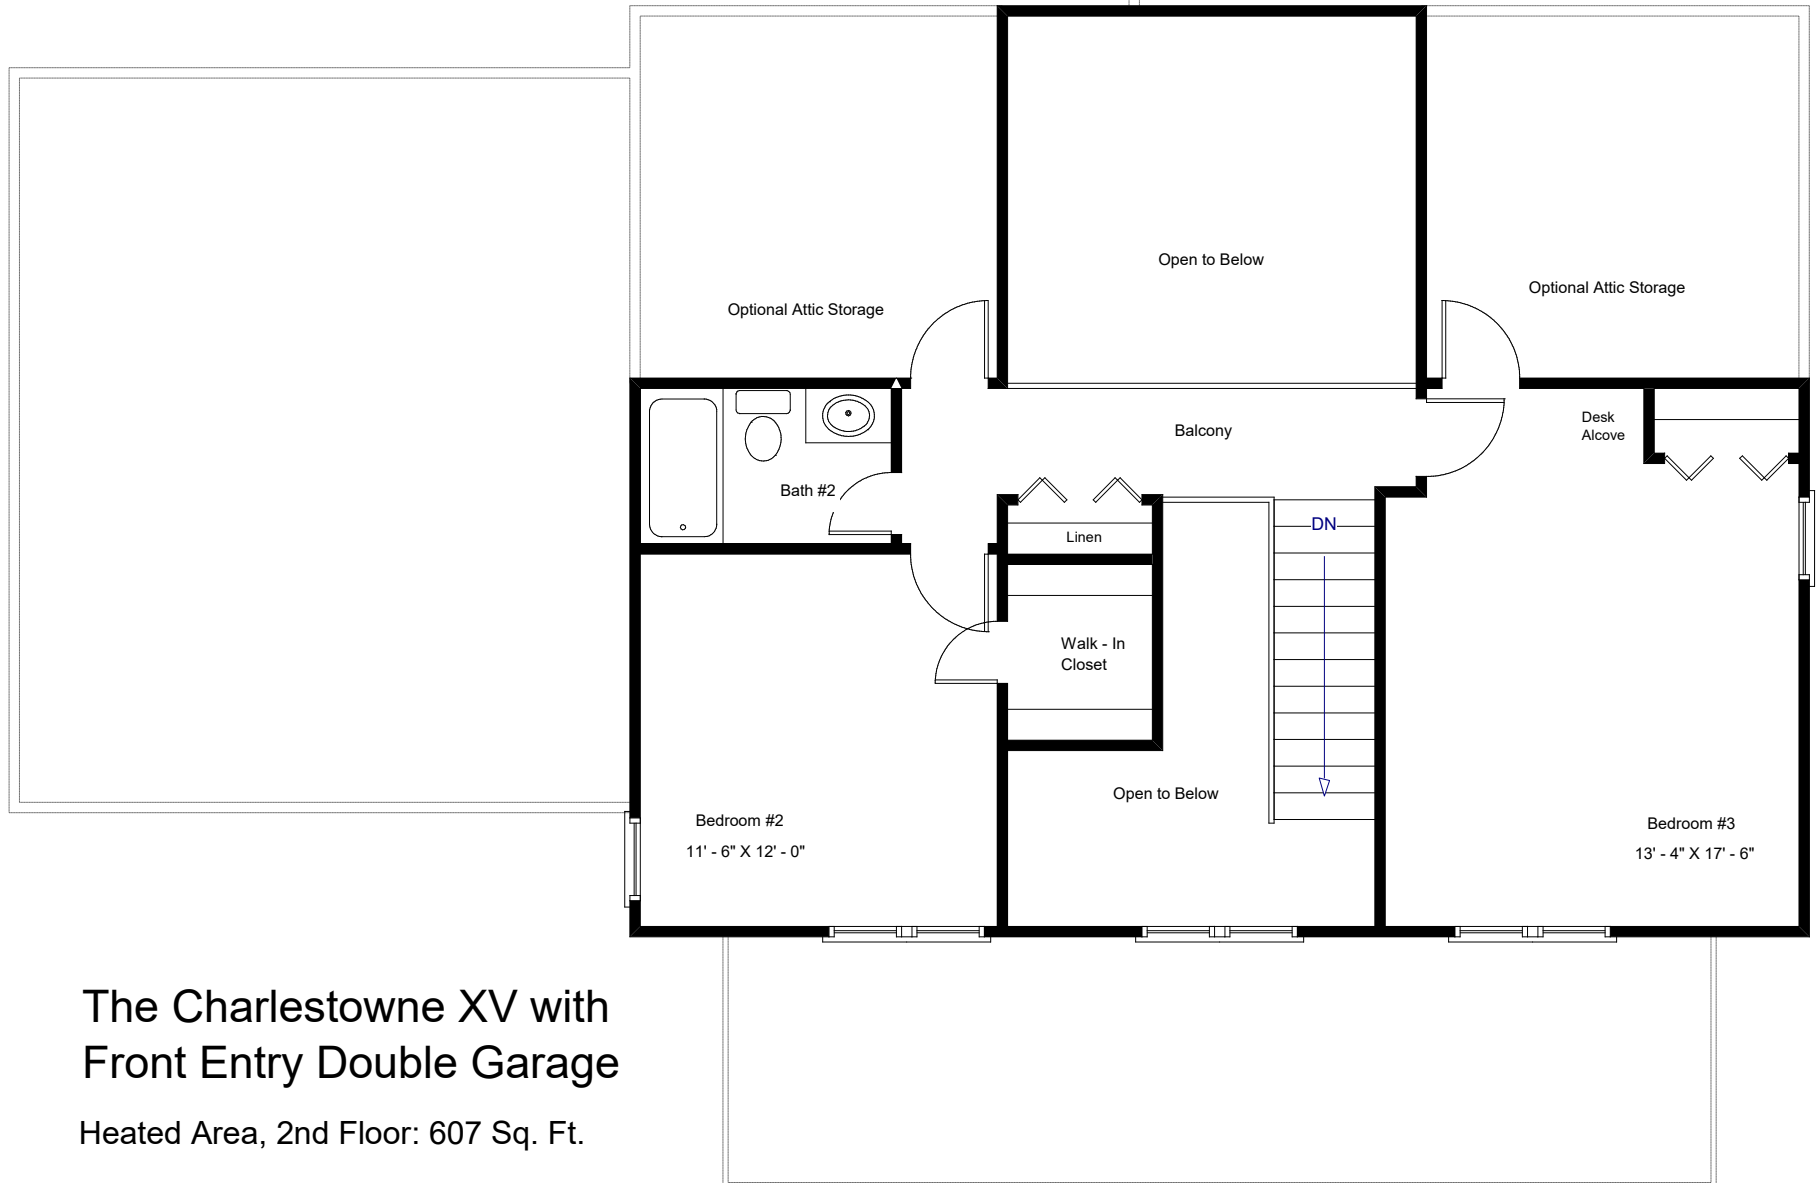 Open to Below
Optional Attic Storage
Optional Attic Storage
Desk
Alcove
Balcony
Bath #2
DN
Linen
Walk - In
Closet
Open to Below
Bedroom #2
11' - 6" X 12' - 0"
Bedroom #3
13' - 4" X 17' - 6"
The Charlestowne XV with
Front Entry Double Garage
Heated Area, 2nd Floor: 607 Sq. Ft.